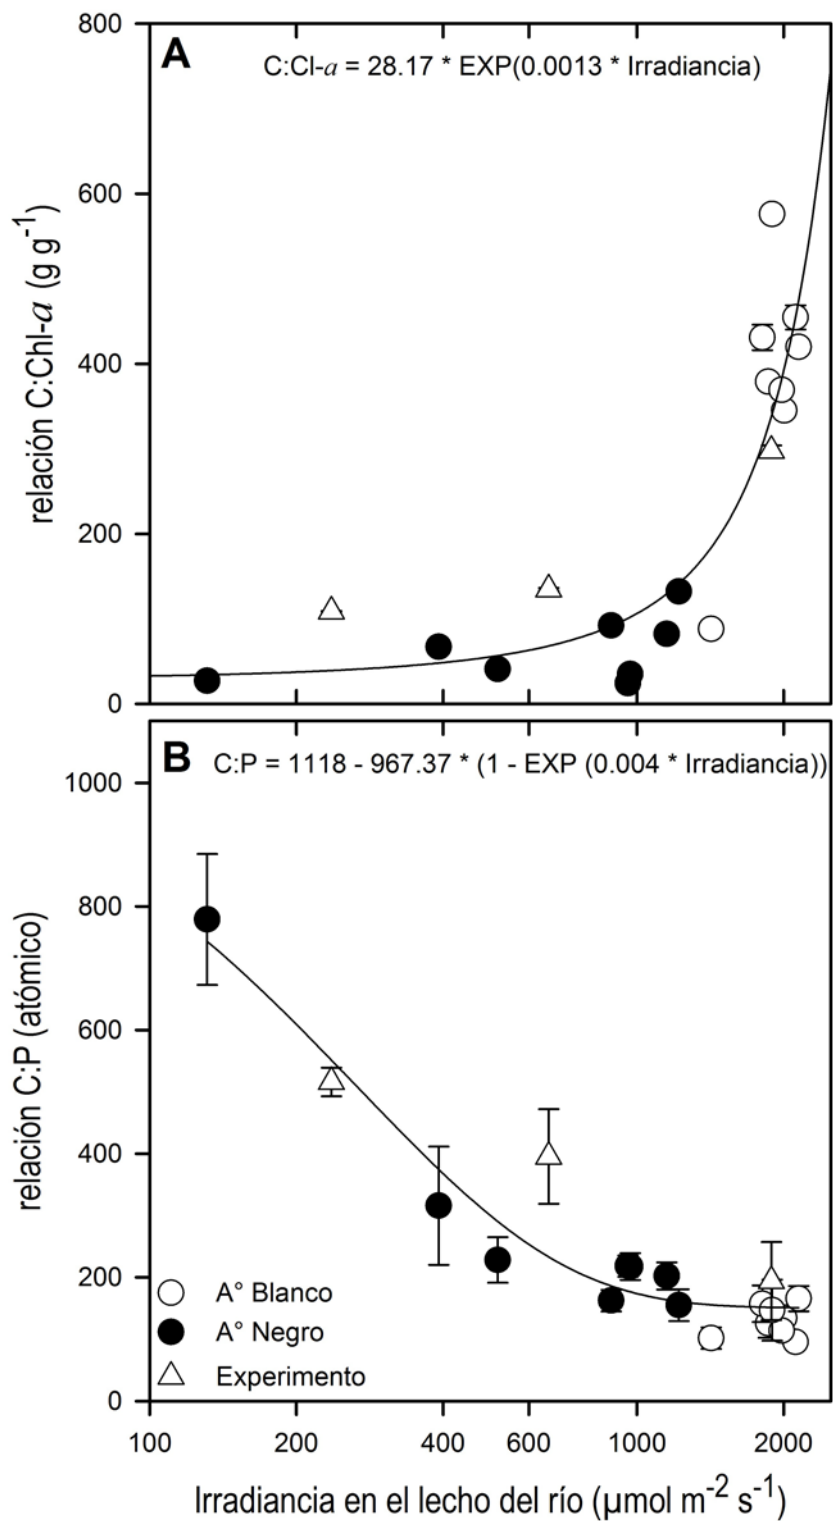 800
A
C:Cl-a = 28.17 * EXP(0.0013 * Irradiancia)
600
400
200
0
relación C:Chl-a (g g-1)
B
C:P = 1118 - 967.37 * (1 - EXP (0.004 * Irradiancia))
1000
800
600
400
200
0
relación C:P (atómico)
A° Blanco
A° Negro
Experimento
100 200 400 600 1000 2000
Irradiancia en el lecho del río (µmol m-2 s-1)